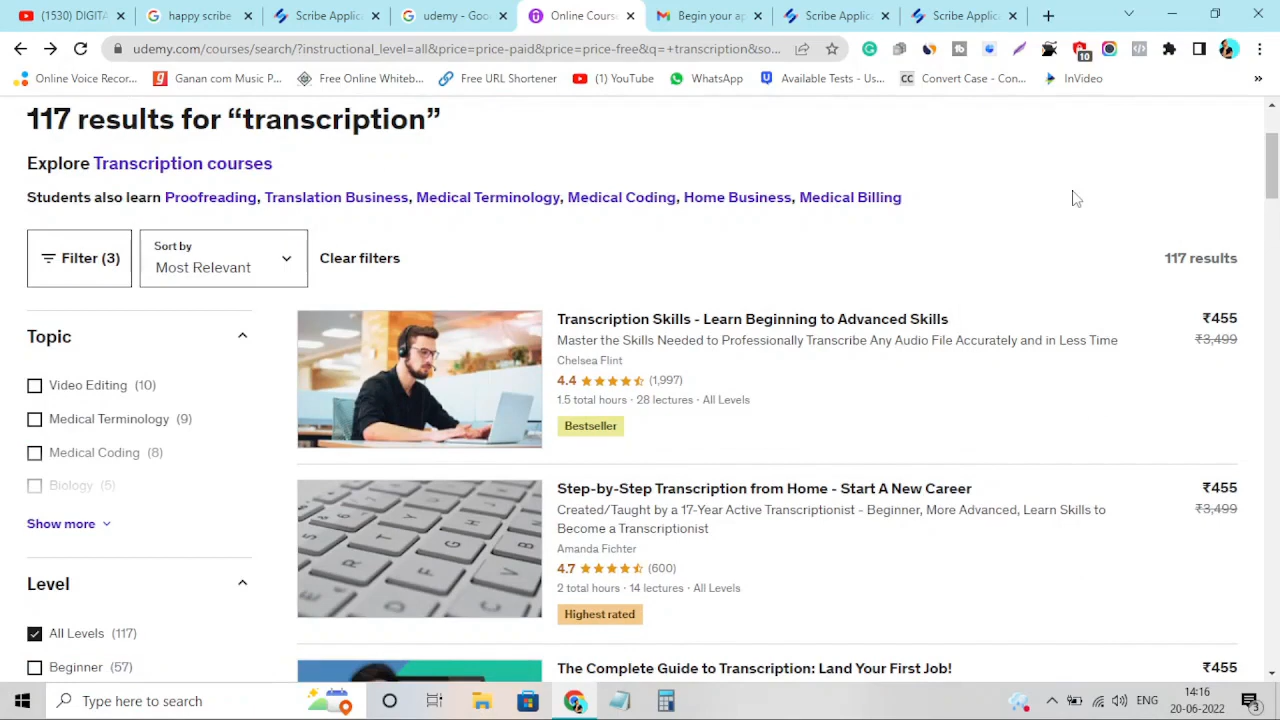 (1530) DIGITA
happy scribe
Scribe Applica
udemy - Goo
Online Course
Begin your ap
Scribe Applic
Scribe Applic
udemy.com/courses/search/?instructional_level=all&price=price-paid&price=price-free&q=+transcription&so...
10
Online Voice Recor...
Ganan com Music P...
Free Online Whiteb...
Free URL Shortener
(1) YouTube
WhatsApp
Available Tests - Us...
CC Convert Case - Con...
InVideo
117 results for “transcription”
Explore Transcription courses
Students also learn Proofreading, Translation Business, Medical Terminology, Medical Coding, Home Business, Medical Billing
Filter (3)
Sort by
Most Relevant
Clear filters
117 results
Topic
Video Editing (10)
Medical Terminology (9)
Medical Coding (8)
Biology (5)
Show more
Level
All Levels (117)
Beginner (57)
Transcription Skills - Learn Beginning to Advanced Skills
₹455
Master the Skills Needed to Professionally Transcribe Any Audio File Accurately and in Less Time
₹3,499
Chelsea Flint
4.4 (1,997)
1.5 total hours · 28 lectures · All Levels
Bestseller
Step-by-Step Transcription from Home - Start A New Career
₹455
Created/Taught by a 17-Year Active Transcriptionist - Beginner, More Advanced, Learn Skills to
₹3,499
Become a Transcriptionist
Amanda Fichter
4.7 (600)
2 total hours · 14 lectures · All Levels
Highest rated
The Complete Guide to Transcription: Land Your First Job!
₹455
Type here to search
ENG
14:16
20-06-2022
3